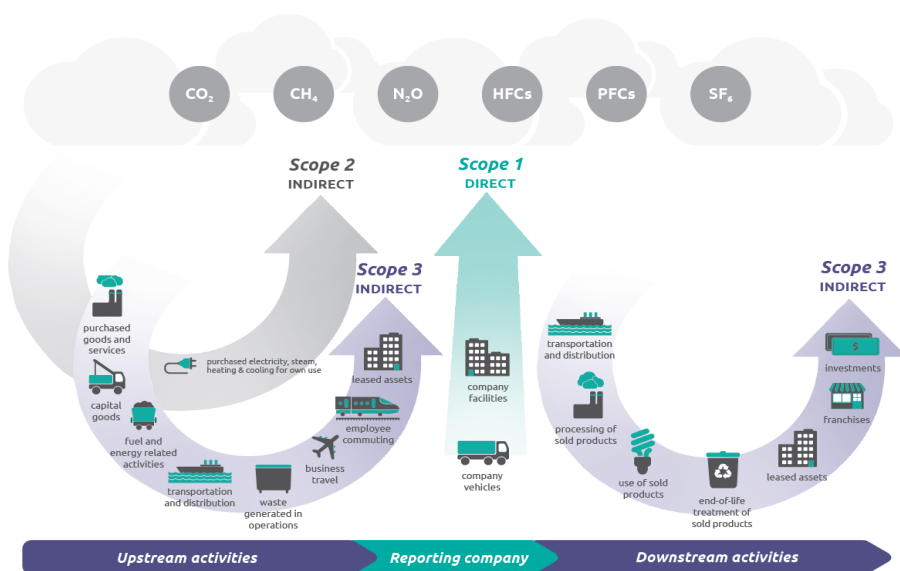 CO₂
CH₄
N₂O
HFCs
PFCs
SF₆
Scope 2
INDIRECT
Scope 1
DIRECT
Scope 3
INDIRECT
Scope 3
INDIRECT
purchased
goods and
services
capital
goods
fuel and
energy related
activities
transportation
and distribution
waste
generated in
operations
business
travel
employee
commuting
leased assets
purchased electricity, steam,
heating & cooling for own use
company
facilities
company
vehicles
transportation
and distribution
processing of
sold products
use of sold
products
end-of-life
treatment of
sold products
leased assets
franchises
$
investments
Upstream activities
Reporting company
Downstream activities